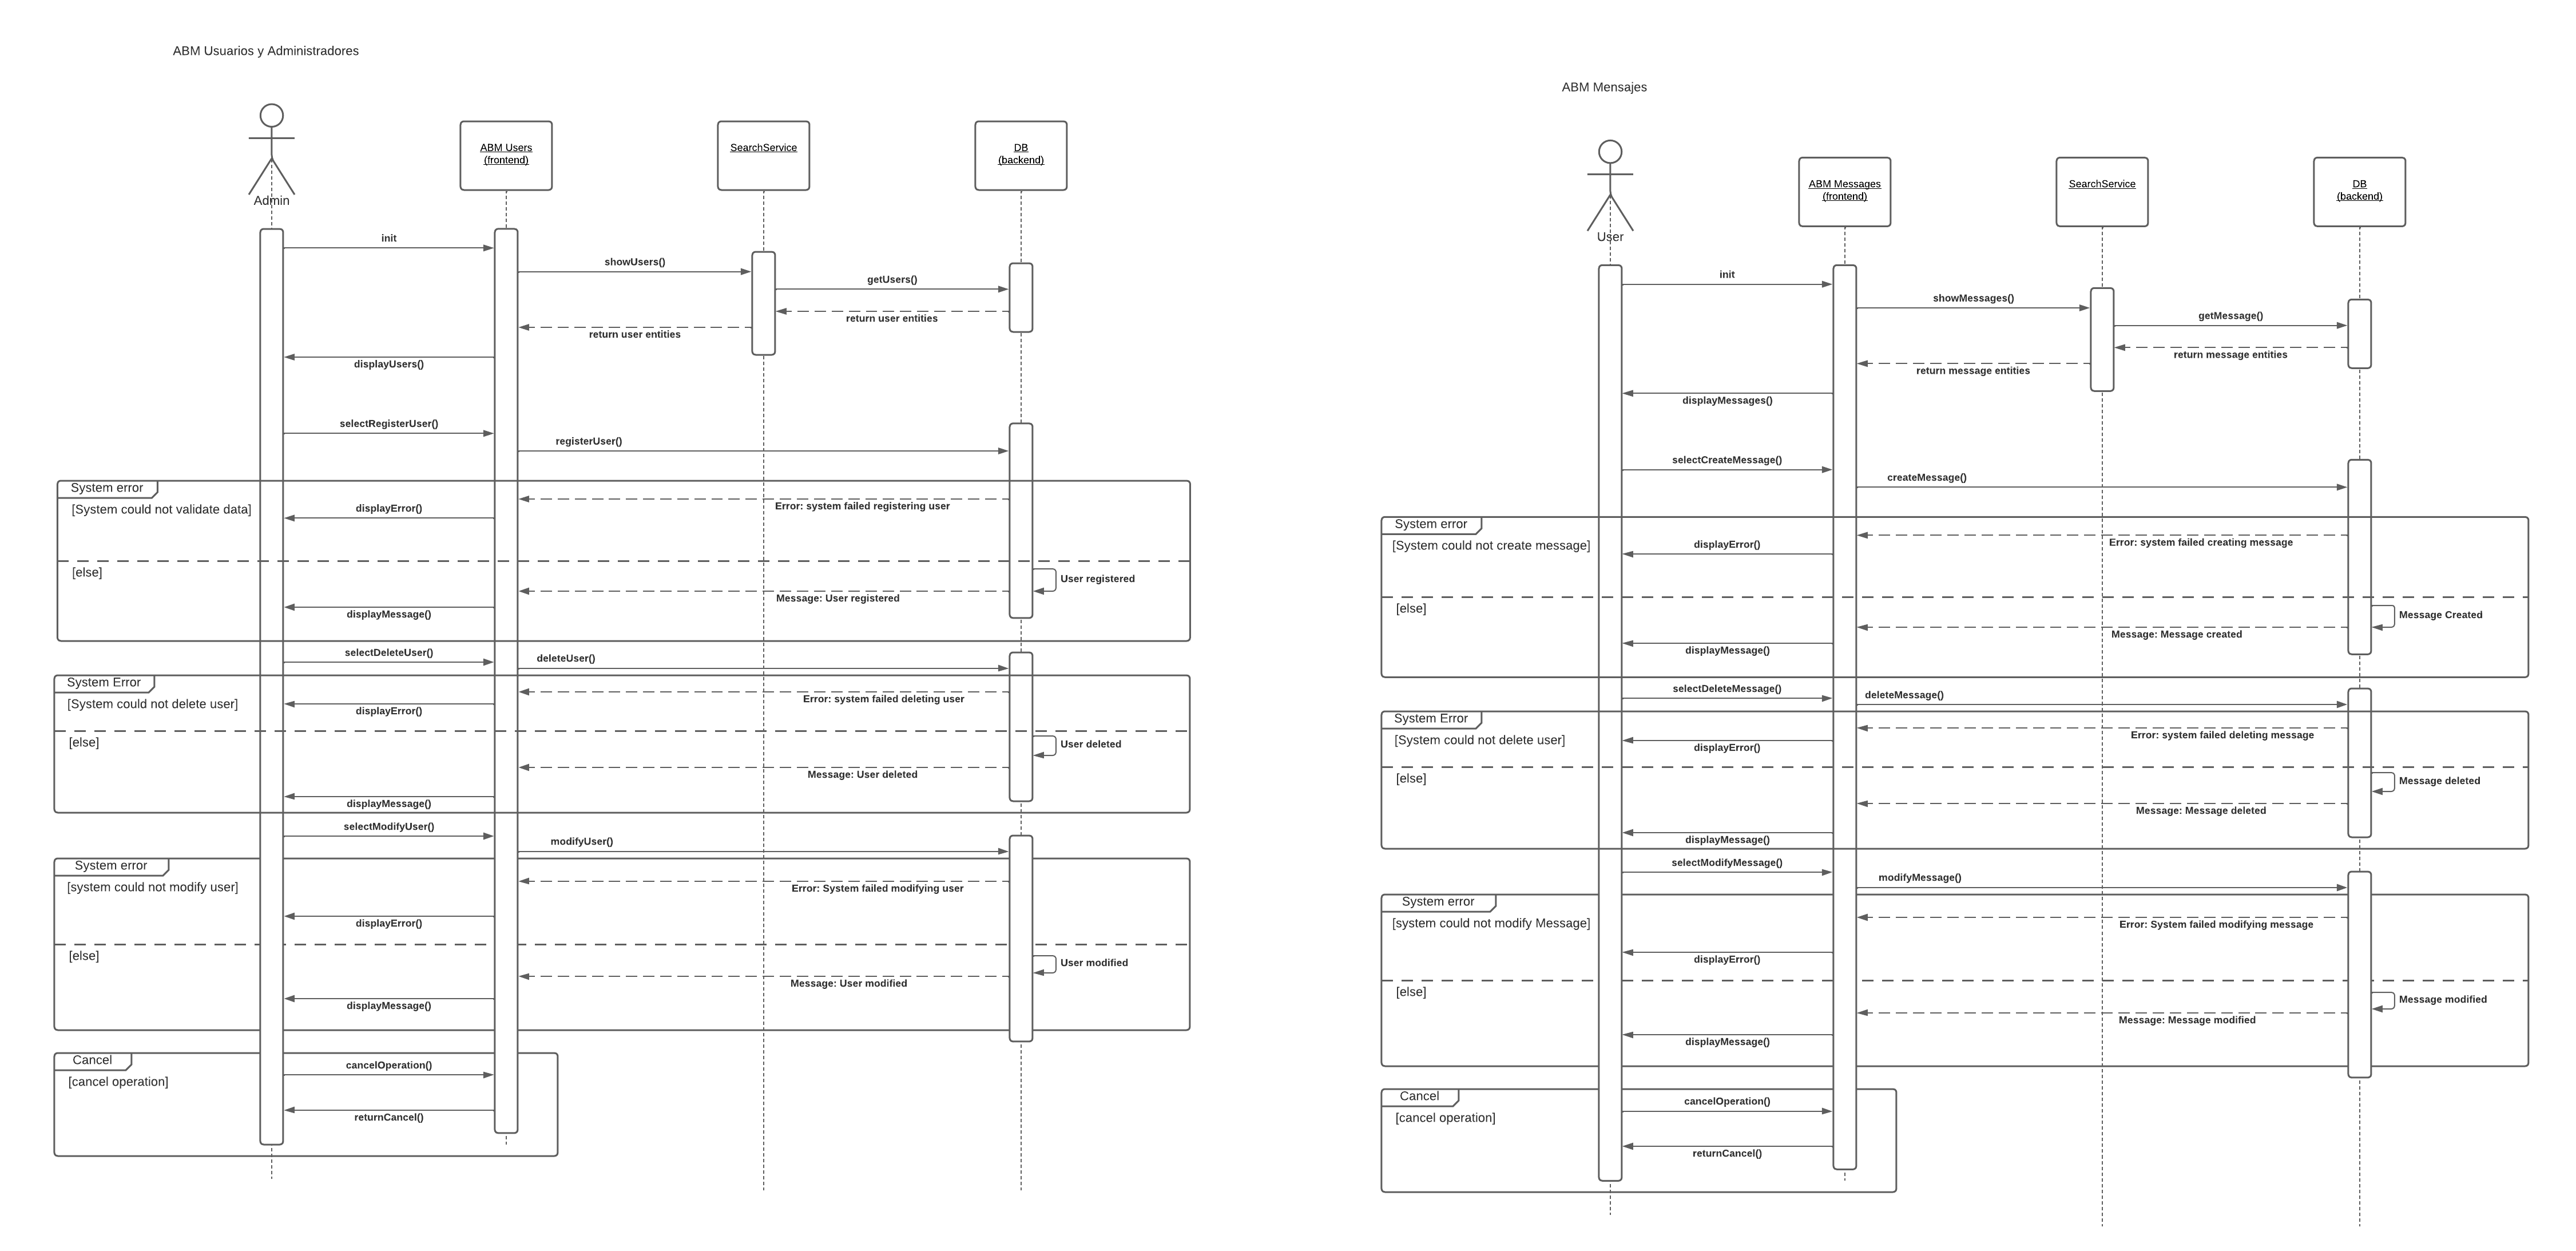 ABM Usuarios y Administradores
Admin
ABM Users
(frontend)
SearchService
DB
(backend)
init
showUsers()
getUsers()
return user entities
return user entities
displayUsers()
selectRegisterUser()
registerUser()
System error
[System could not validate data]
Error: system failed registering user
displayError()
[else]
User registered
Message: User registered
displayMessage()
selectDeleteUser()
deleteUser()
System Error
[System could not delete user]
Error: system failed deleting user
displayError()
[else]
User deleted
Message: User deleted
displayMessage()
selectModifyUser()
modifyUser()
System error
[system could not modify user]
Error: System failed modifying user
displayError()
[else]
User modified
Message: User modified
displayMessage()
Cancel
cancelOperation()
[cancel operation]
returnCancel()
ABM Mensajes
User
ABM Messages
(frontend)
SearchService
DB
(backend)
init
showMessages()
getMessage()
return message entities
return message entities
displayMessages()
selectCreateMessage()
createMessage()
System error
[System could not create message]
Error: system failed creating message
displayError()
[else]
Message Created
Message: Message created
displayMessage()
selectDeleteMessage()
deleteMessage()
System Error
[System could not delete user]
Error: system failed deleting message
displayError()
[else]
Message deleted
Message: Message deleted
displayMessage()
selectModifyMessage()
modifyMessage()
System error
[system could not modify Message]
Error: System failed modifying message
displayError()
[else]
Message modified
Message: Message modified
displayMessage()
Cancel
cancelOperation()
[cancel operation]
returnCancel()